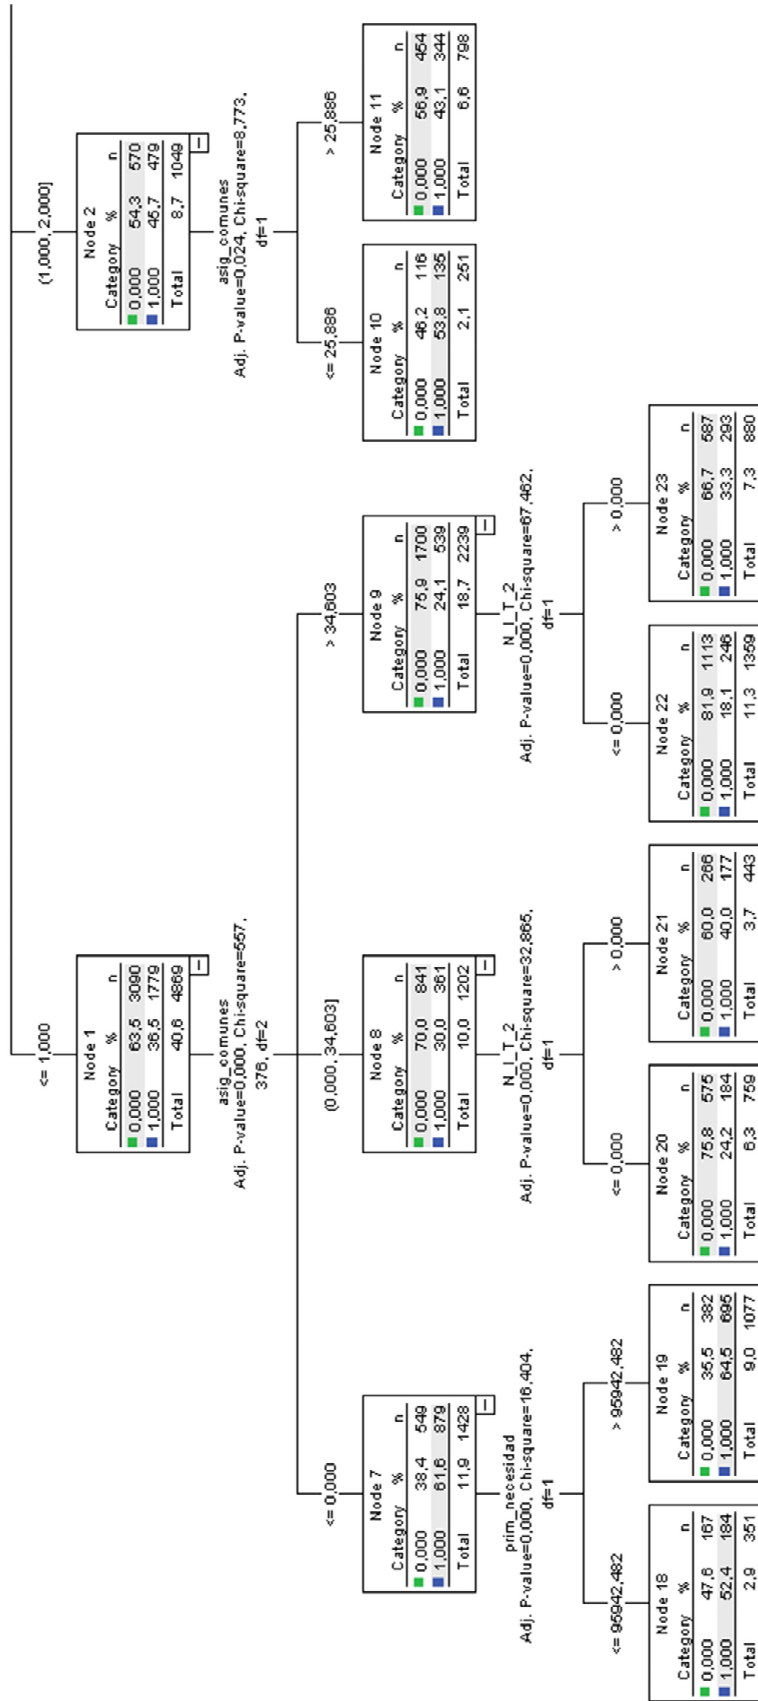 <= 1,000
Node 1
Category % n
0,000 63,5 3090
1,000 36,5 1779
Total 40,6 4869
asig_comunes
Adj. P-value=0,000, Chi-square=557,
376, df=2
(1,000, 2,000]
Node 2
Category % n
0,000 54,3 570
1,000 45,7 479
Total 8,7 1049
asig_comunes
Adj. P-value=0,024, Chi-square=8,773,
df=1
<= 0,000
Node 7
Category % n
0,000 38,4 549
1,000 61,6 879
Total 11,9 1428
prim_necesidad
Adj. P-value=0,000, Chi-square=16,404,
df=1
(0,000, 34,603]
Node 8
Category % n
0,000 70,0 841
1,000 30,0 361
Total 10,0 1202
N_I_T_2
Adj. P-value=0,000, Chi-square=32,865,
df=1
> 34,603
Node 9
Category % n
0,000 75,9 1700
1,000 24,1 539
Total 18,7 2239
N_I_T_2
Adj. P-value=0,000, Chi-square=67,462,
df=1
<= 25,886
Node 10
Category % n
0,000 46,2 116
1,000 53,8 135
Total 2,1 251
> 25,886
Node 11
Category % n
0,000 56,9 454
1,000 43,1 344
Total 6,6 798
<= 95942,482
Node 18
Category % n
0,000 47,6 167
1,000 52,4 184
Total 2,9 351
> 95942,482
Node 19
Category % n
0,000 35,5 382
1,000 64,5 695
Total 9,0 1077
<= 0,000
Node 20
Category % n
0,000 75,8 575
1,000 24,2 184
Total 6,3 759
> 0,000
Node 21
Category % n
0,000 60,0 266
1,000 40,0 177
Total 3,7 443
<= 0,000
Node 22
Category % n
0,000 81,9 1113
1,000 18,1 246
Total 11,3 1359
> 0,000
Node 23
Category % n
0,000 66,7 587
1,000 33,3 293
Total 7,3 880